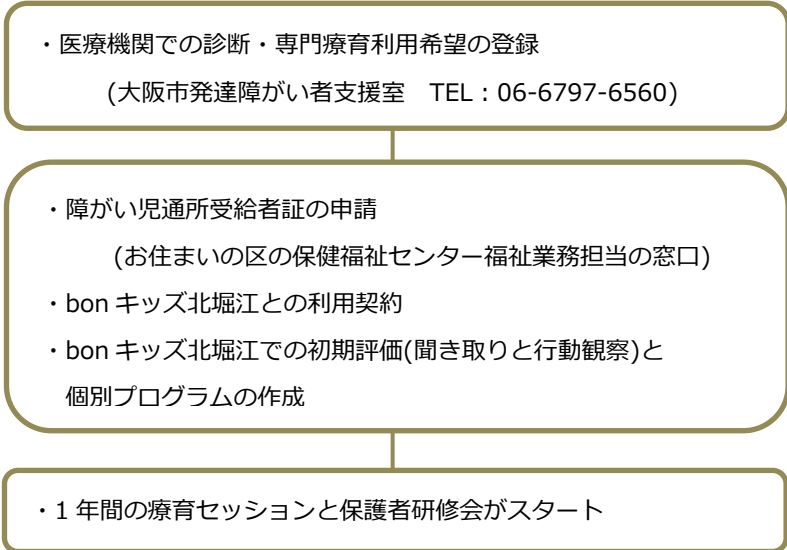 ・医療機関での診断・専門療育利用希望の登録
(大阪市発達障がい者支援室　TEL：06-6797-6560)
・障がい児通所受給者証の申請
(お住まいの区の保健福祉センター福祉業務担当の窓口)
・bon キッズ北堀江との利用契約
・bon キッズ北堀江での初期評価(聞き取りと行動観察)と
個別プログラムの作成
・1 年間の療育セッションと保護者研修会がスタート